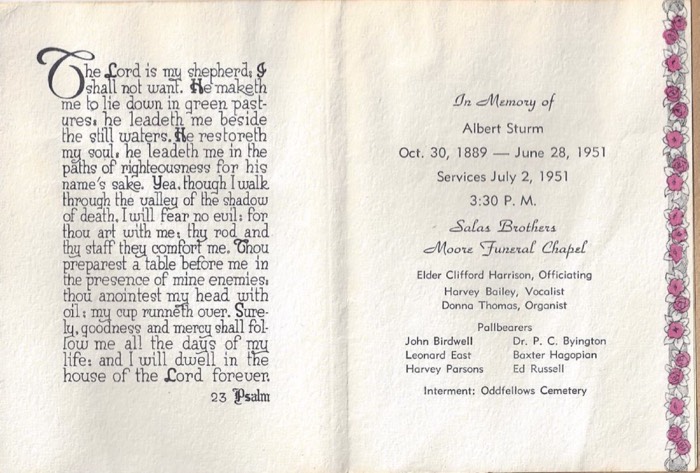 The Lord is my shepherd; I
shall not want. He maketh
me to lie down in green past-
ures: he leadeth me beside
the still waters. He restoreth
my soul: he leadeth me in the
paths of righteousness for his
name's sake. Yea, though I walk
through the valley of the shadow
of death, I will fear no evil: for
thou art with me; thy rod and
thy staff they comfort me. Thou
preparest a table before me in
the presence of mine enemies;
thou anointest my head with
oil; my cup runneth over. Sure-
ly, goodness and mercy shall fol-
low me all the days of my
life: and I will dwell in the
house of the Lord forever.
23 Psalm
In Memory of
Albert Sturm
Oct. 30, 1889 — June 28, 1951
Services July 2, 1951
3:30 P. M.
Salas Brothers
Moore Funeral Chapel
Elder Clifford Harrison, Officiating
Harvey Bailey, Vocalist
Donna Thomas, Organist
Pallbearers
John Birdwell Dr. P. C. Byington
Leonard East Baxter Hagopian
Harvey Parsons Ed Russell
Interment: Oddfellows Cemetery